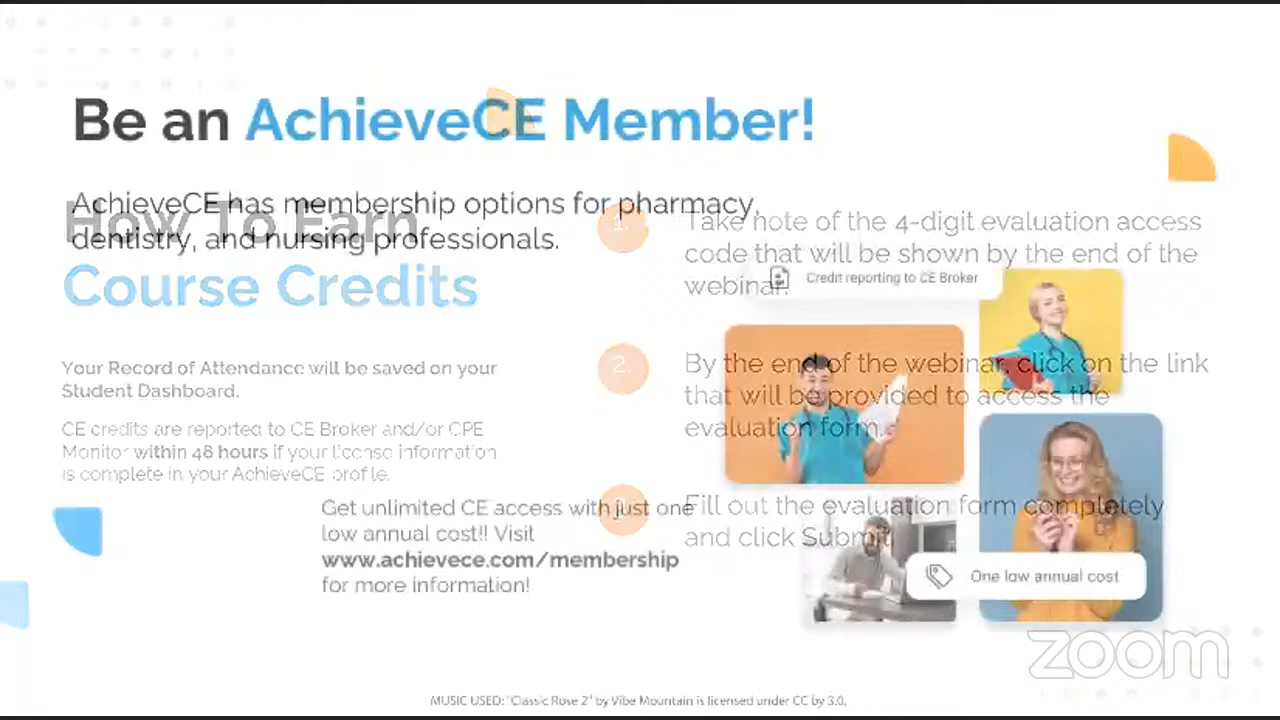 Be an AchieveCE Member!
AchieveCE has membership options for pharmacy,
dentistry, and nursing professionals.
How To Earn
Course Credits
Your Record of Attendance will be saved on your
Student Dashboard.
CE credits are reported to CE Broker and/or CPE
Monitor within 48 hours if your license information
is complete in your AchieveCE profile.
Get unlimited CE access with just one
low annual cost!! Visit
www.achievece.com/membership
for more information!
1.
Take note of the 4-digit evaluation access
code that will be shown by the end of the
webinar.
Credit reporting to CE Broker
2.
By the end of the webinar, click on the link
that will be provided to access the
evaluation form.
3.
Fill out the evaluation form completely
and click Submit.
One low annual cost
zoom
MUSIC USED: "Classic Rose 2" by Vibe Mountain is licensed under CC by 3.0.